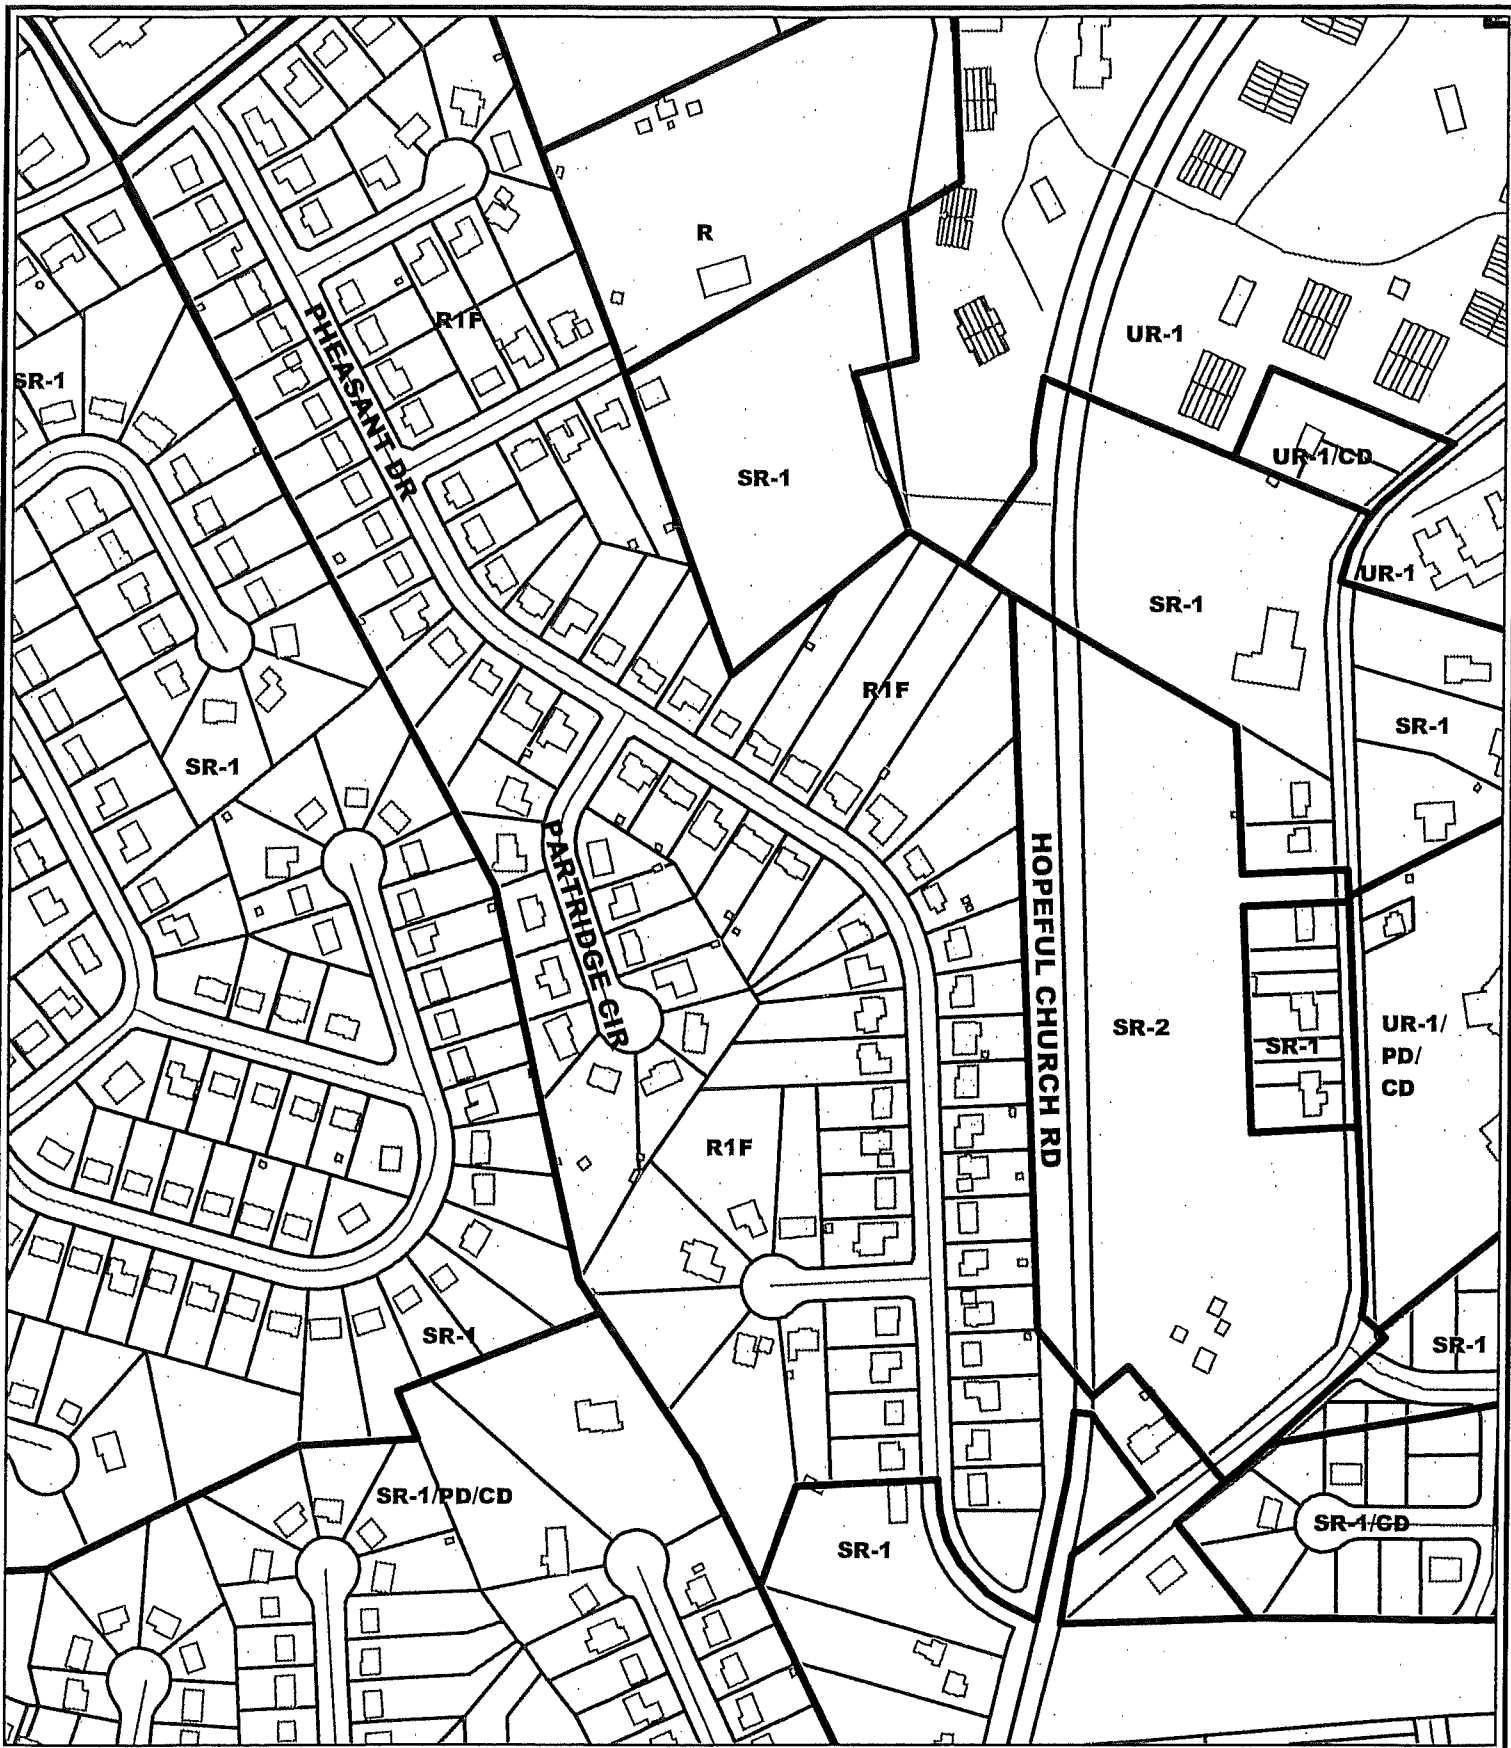 R
R1F
PHEASANT DR
UR-1
SR-1
UR-1/CD
SR-1
UR-1
SR-1
R1F
SR-1
SR-1
HOPEFUL CHURCH RD
PARTRIDGE CIR
SR-2
SR-1
UR-1/
PD/
CD
R1F
SR-1
SR-1
SR-1/PD/CD
SR-1
SR-1/CD